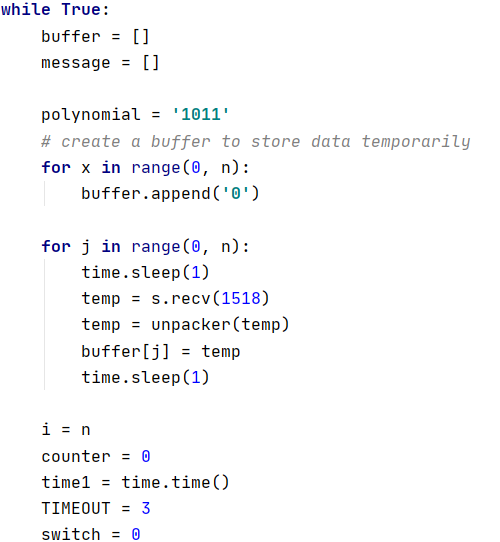 while True:
    buffer = []
    message = []

    polynomial = '1011'
    # create a buffer to store data temporarily
    for x in range(0, n):
        buffer.append('0')

    for j in range(0, n):
        time.sleep(1)
        temp = s.recv(1518)
        temp = unpacker(temp)
        buffer[j] = temp
        time.sleep(1)

    i = n
    counter = 0
    time1 = time.time()
    TIMEOUT = 3
    switch = 0